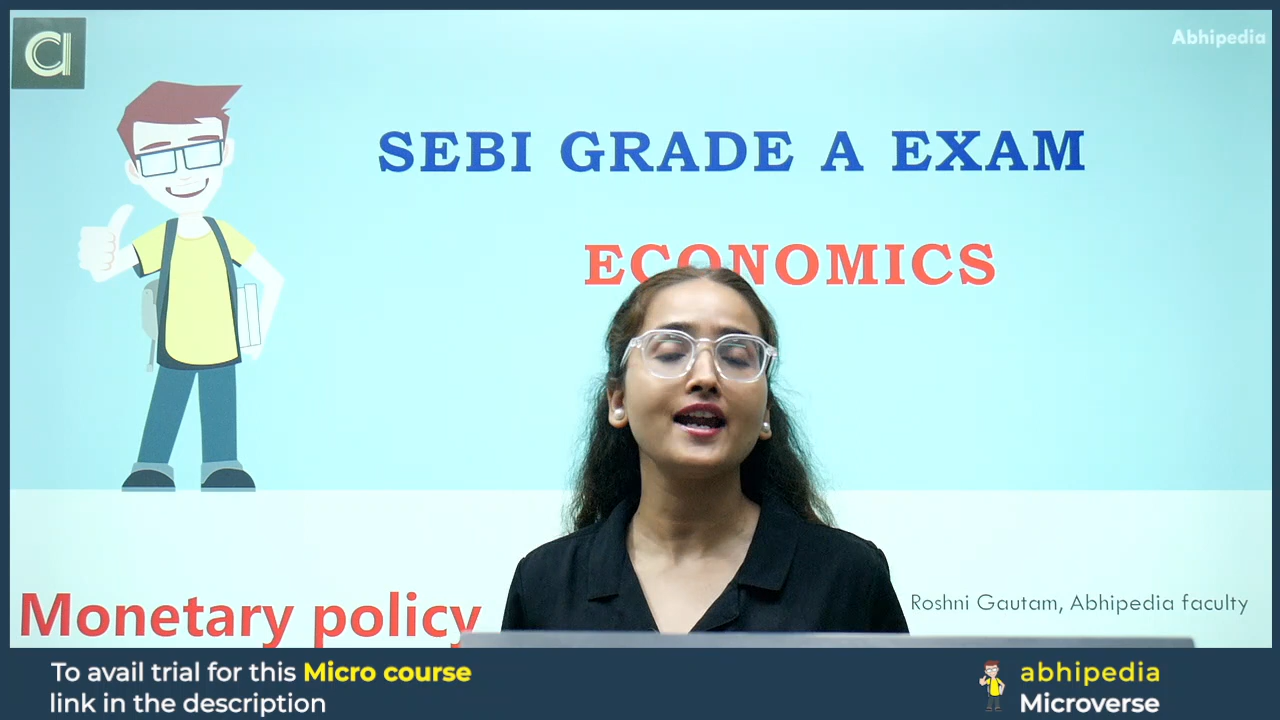 a
Abhipedia
SEBI GRADE A EXAM
ECONOMICS
Monetary policy
Roshni Gautam, Abhipedia faculty
To avail trial for this Micro course
link in the description
abhipedia
Microverse